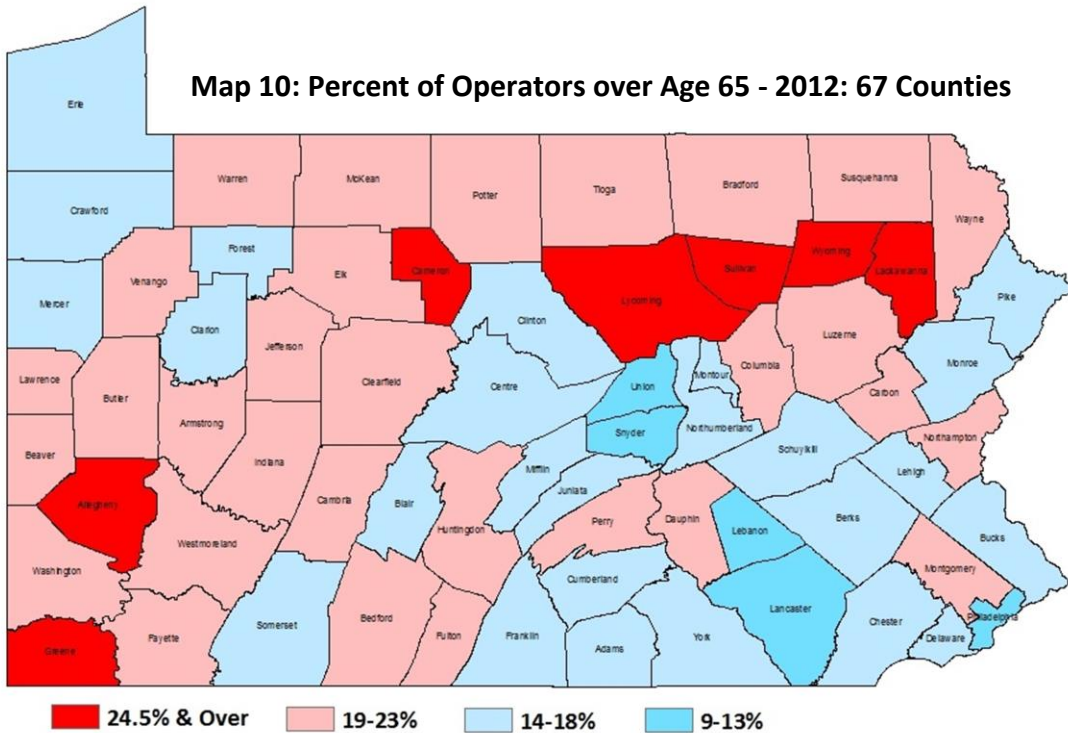 Map 10: Percent of Operators over Age 65 - 2012: 67 Counties
Erie
Warren
McKean
Potter
Tioga
Bradford
Susquehanna
Wayne
Crawford
Forest
Cameron
Wyoming
Lackawanna
Venango
Elk
Sullivan
Lycoming
Mercer
Pike
Clinton
Clarion
Luzerne
Jefferson
Monroe
Columbia
Montour
Lawrence
Clearfield
Centre
Union
Butler
Carbon
Armstrong
Northumberland
Snyder
Northampton
Beaver
Indiana
Schuylkill
Mifflin
Lehigh
Juniata
Allegheny
Cambria
Blair
Huntingdon
Perry
Dauphin
Lebanon
Berks
Bucks
Westmoreland
Washington
Cumberland
Montgomery
Lancaster
Philadelphia
Bedford
Somerset
Fayette
Fulton
Franklin
Adams
York
Chester
Delaware
Greene
24.5% & Over
19-23%
14-18%
9-13%